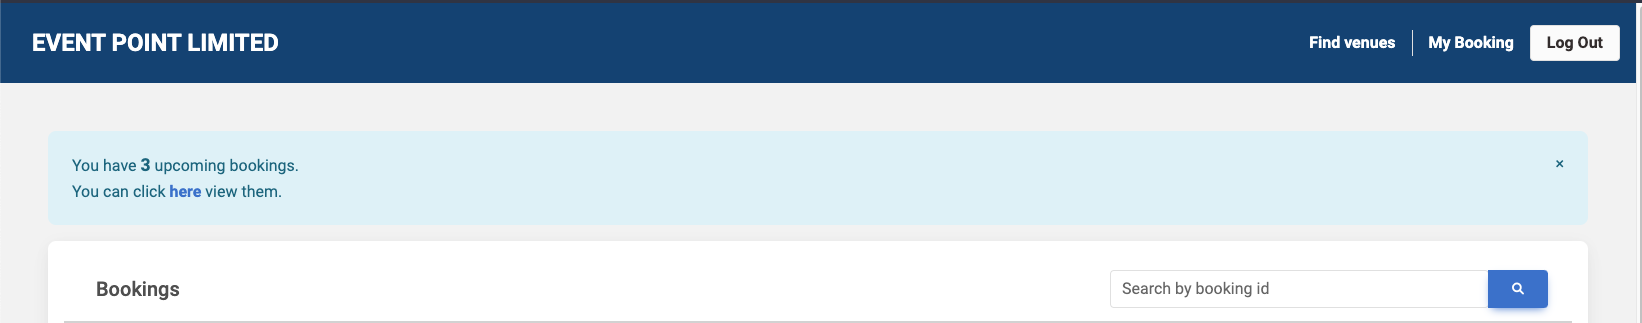 EVENT POINT LIMITED
Find venues
My Booking
Log Out
You have 3 upcoming bookings.
×
You can click here view them.
Bookings
Search by booking id